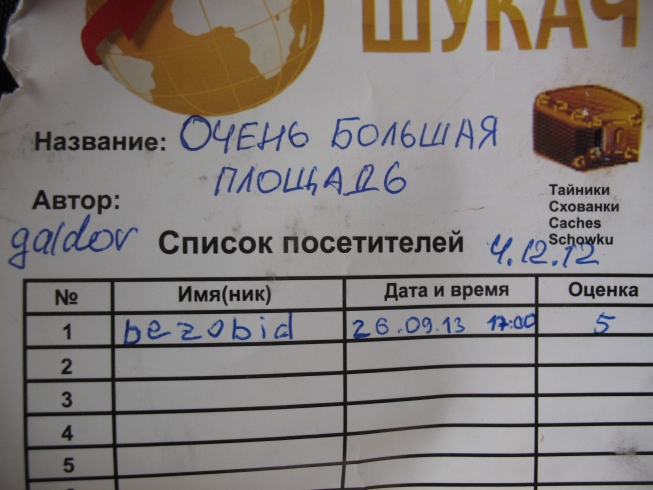 ШУКАЧ
Название: ОЧЕНЬ БОЛЬШАЯ
ПЛОЩАДЬ
Тайники
Схованки
Caches
Schowku
Автор:
galdor
Список посетителей 4.12.12
№ Имя(ник) Дата и время Оценка
1 bezobid 26.09.13 17:00 5
2
3
4
5